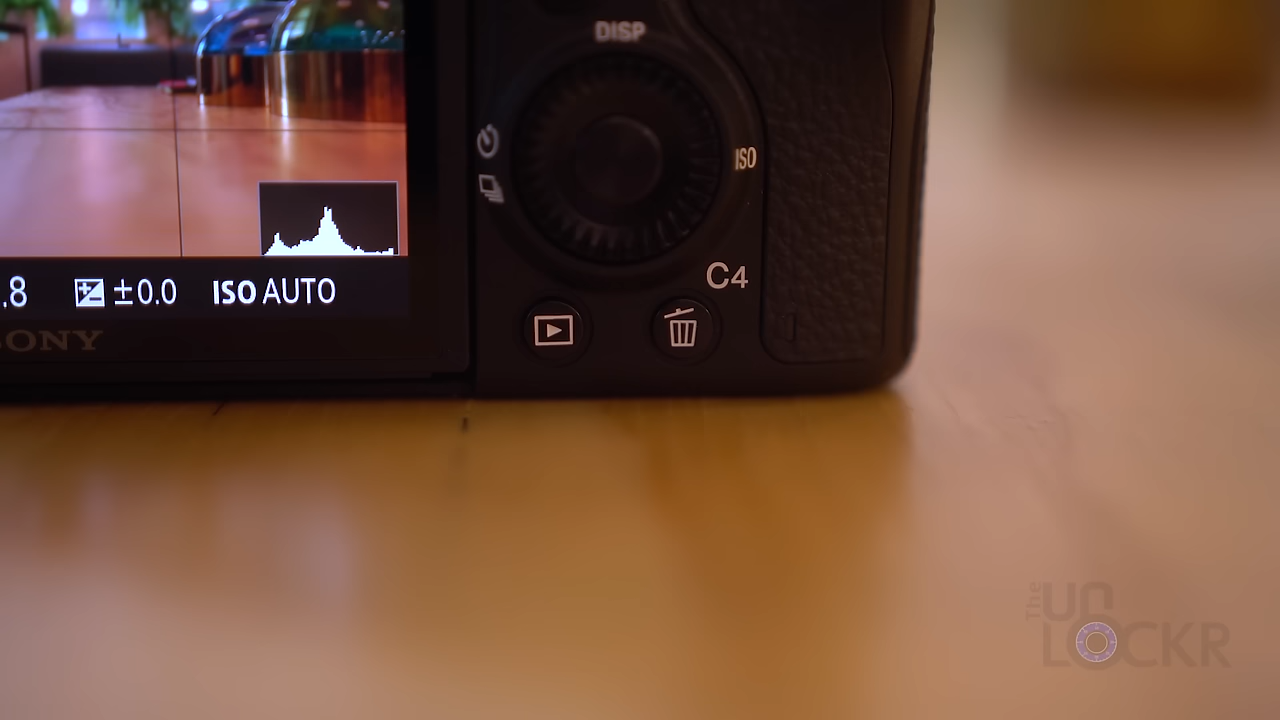 DISP
ISO
C4
.8 ±0.0 ISO AUTO
SONY
The
UN
LOCKR